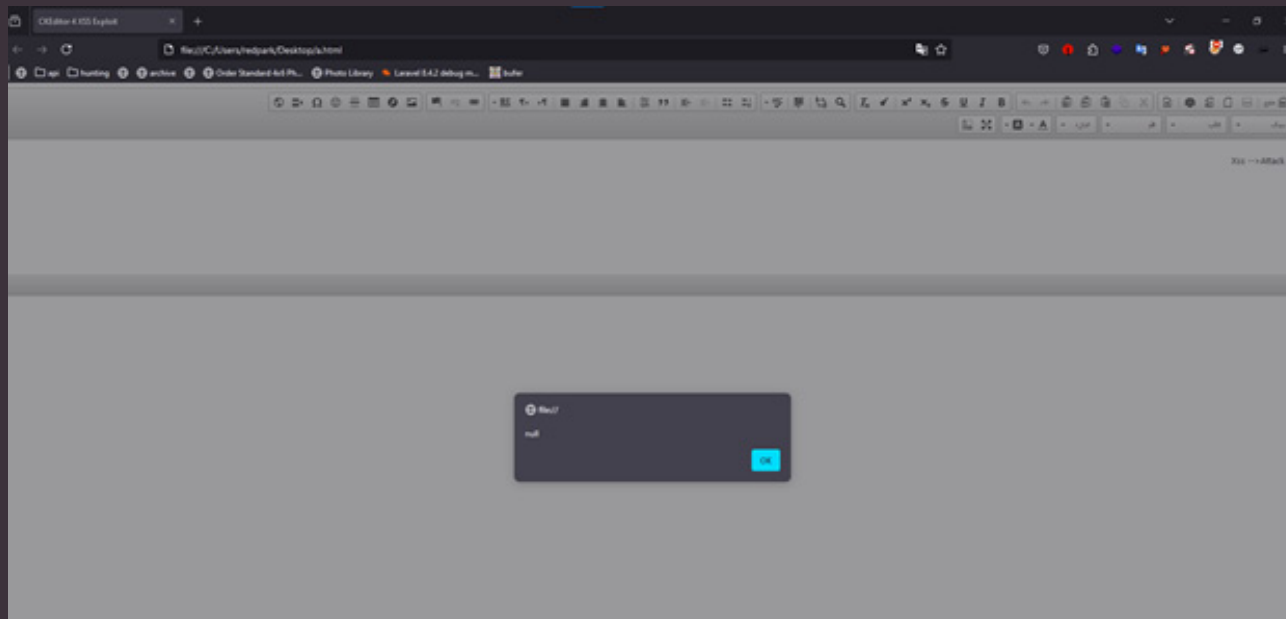 CKEditor 4 XSS Exploit
file:///C:/Users/redpark/Desktop/a.html
api hunting archive Order Standard 4x6 Ph... Photo Library Laravel 8.4.2 debug m... bufer
Xss -->Attack
file://
null
OK